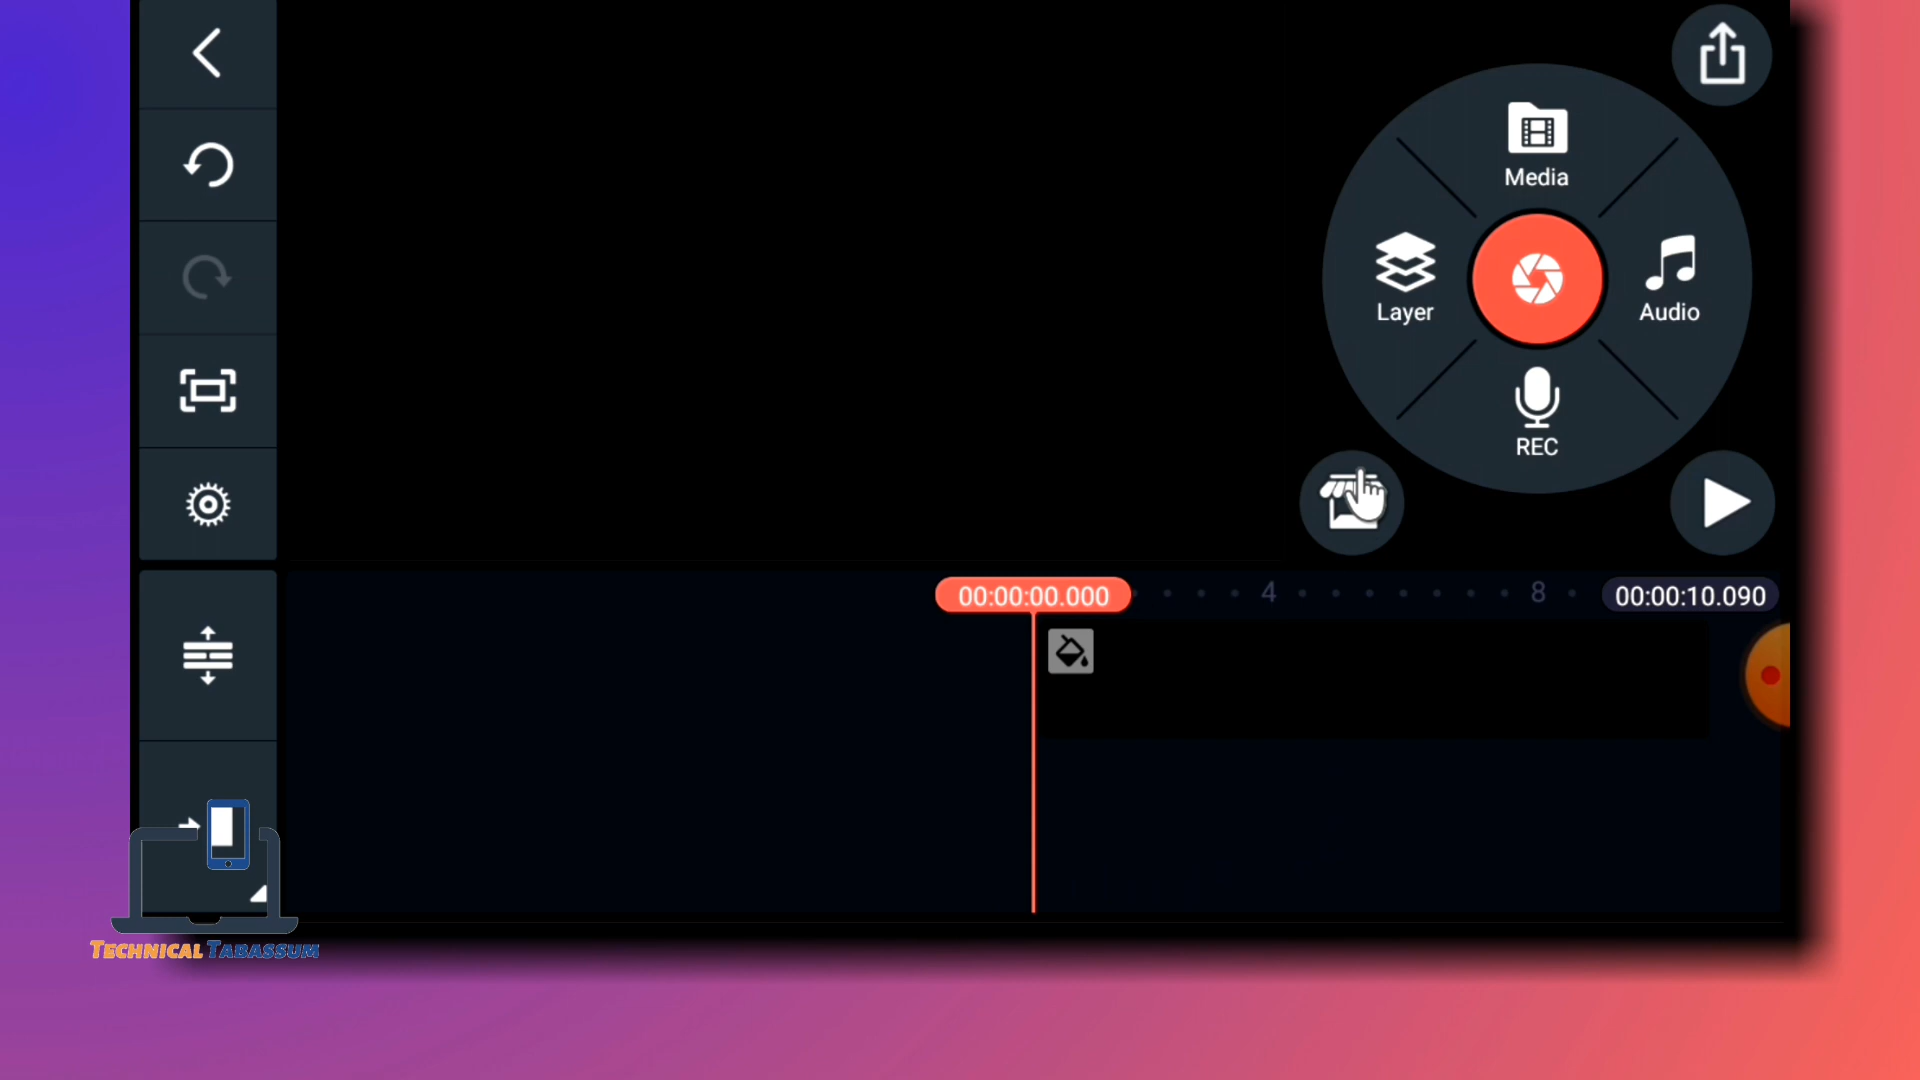 Media
Layer
Audio
REC
00:00:00.000
4
8
00:00:10.090
TECHNICAL TABASSUM